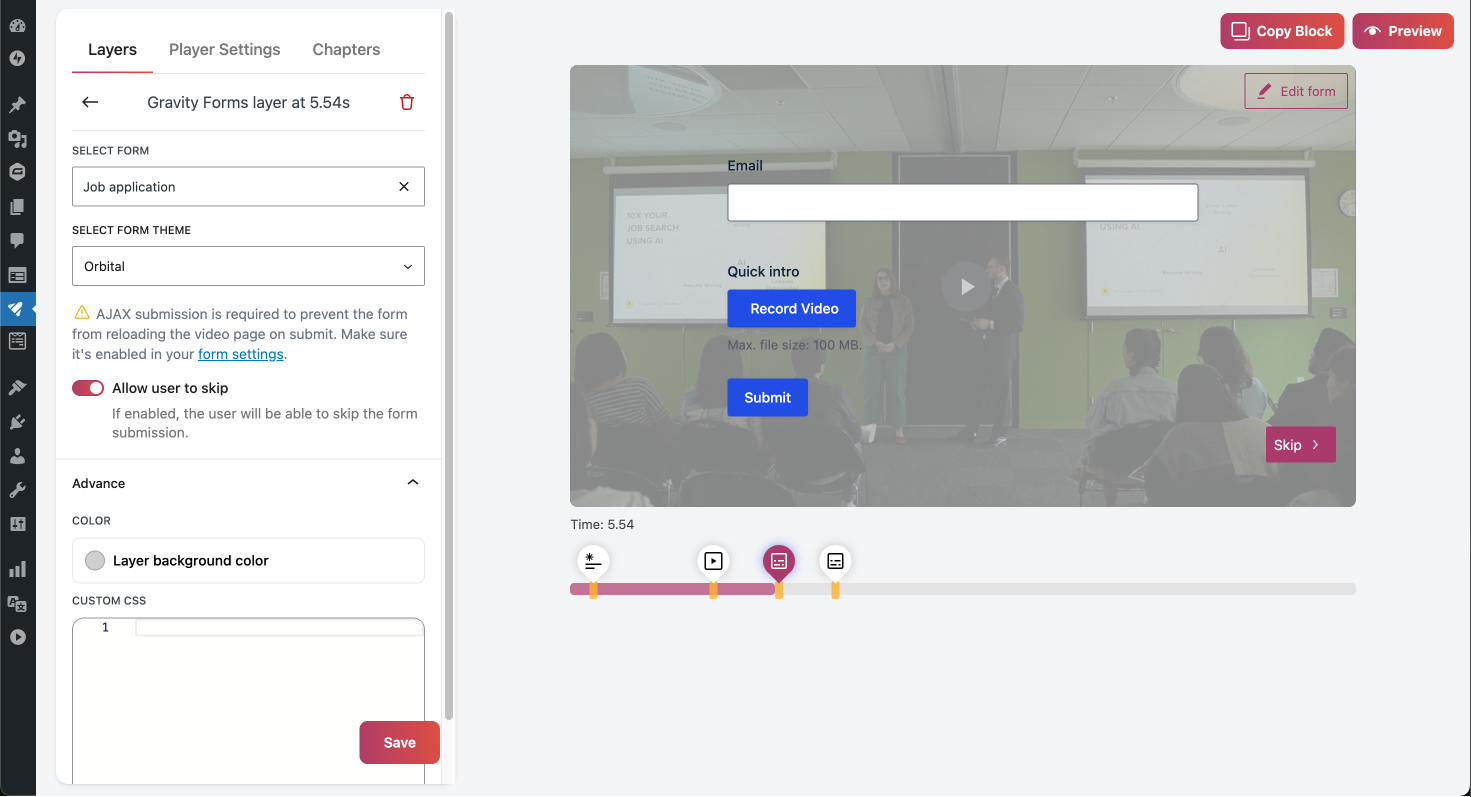 Layers
Player Settings
Chapters
Gravity Forms layer at 5.54s
SELECT FORM
Job application
SELECT FORM THEME
Orbital
AJAX submission is required to prevent the form
from reloading the video page on submit. Make sure
it's enabled in your form settings.
Allow user to skip
If enabled, the user will be able to skip the form
submission.
Advance
COLOR
Layer background color
CUSTOM CSS
1
Save
Copy Block
Preview
Edit form
Email
10X YOUR
JOB SEARCH
USING AI
AI
JOB SEARCH
USING AI
AI
Quick intro
Record Video
Max. file size: 100 MB.
Submit
Skip
Time: 5.54